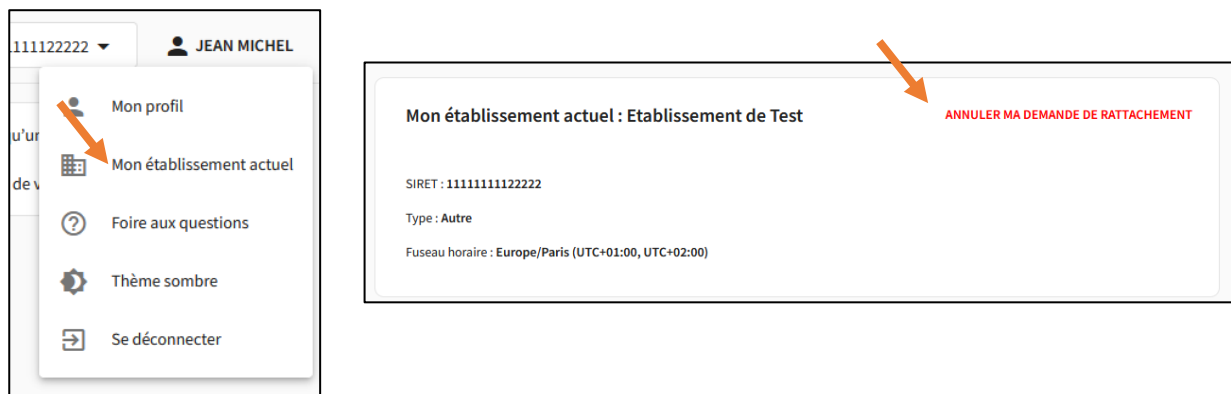 1111122222
JEAN MICHEL
Mon profil
u'ur
Mon établissement actuel
de v
Foire aux questions
Thème sombre
Se déconnecter
Mon établissement actuel : Etablissement de Test
ANNULER MA DEMANDE DE RATTACHEMENT
SIRET : 11111111122222
Type : Autre
Fuseau horaire : Europe/Paris (UTC+01:00, UTC+02:00)